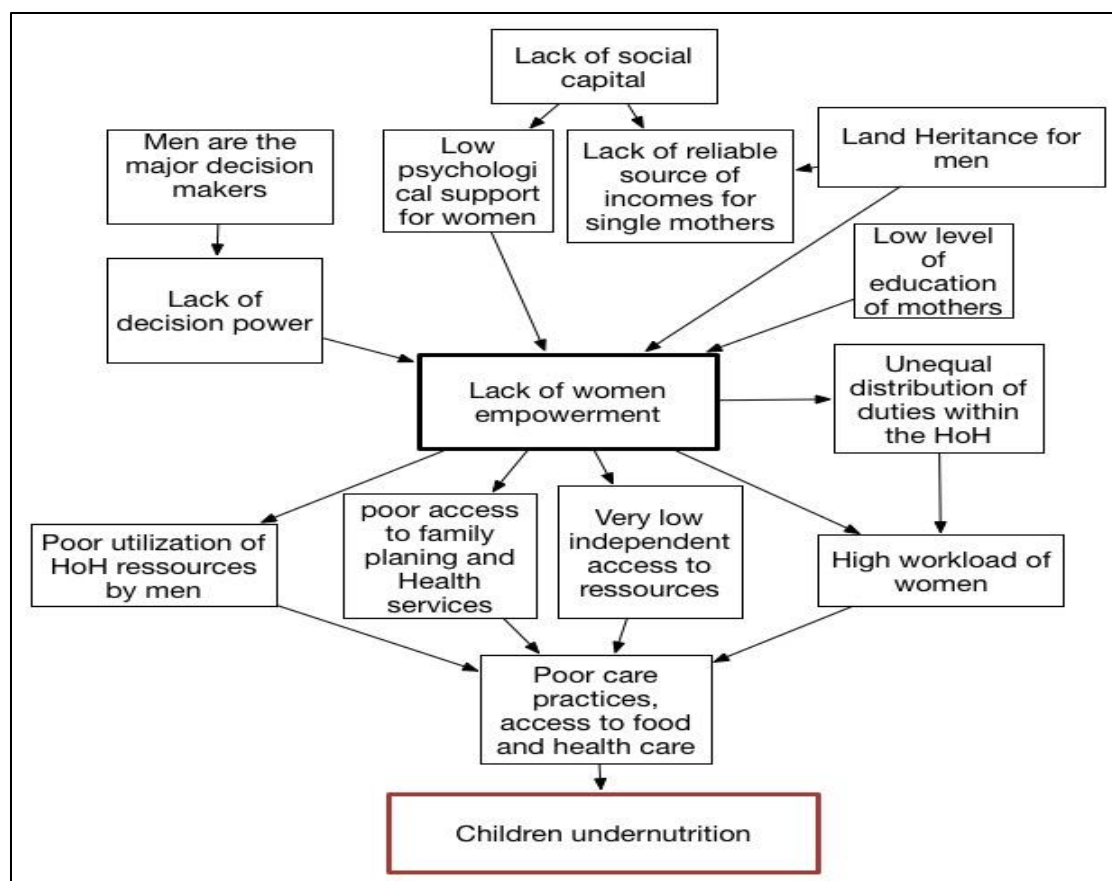 Lack of social
capital
Men are the
major decision
makers
Low
psychologi
cal support
for women
Lack of reliable
source of
incomes for
single mothers
Land Heritance for
men
Low level
of
education
of mothers
Lack of
decision power
Lack of women
empowerment
Unequal
distribution of
duties within
the HoH
Poor utilization of
HoH ressources
by men
poor access
to family
planing and
Health
services
Very low
independent
access to
ressources
High workload of
women
Poor care
practices,
access to food
and health care
Children undernutrition